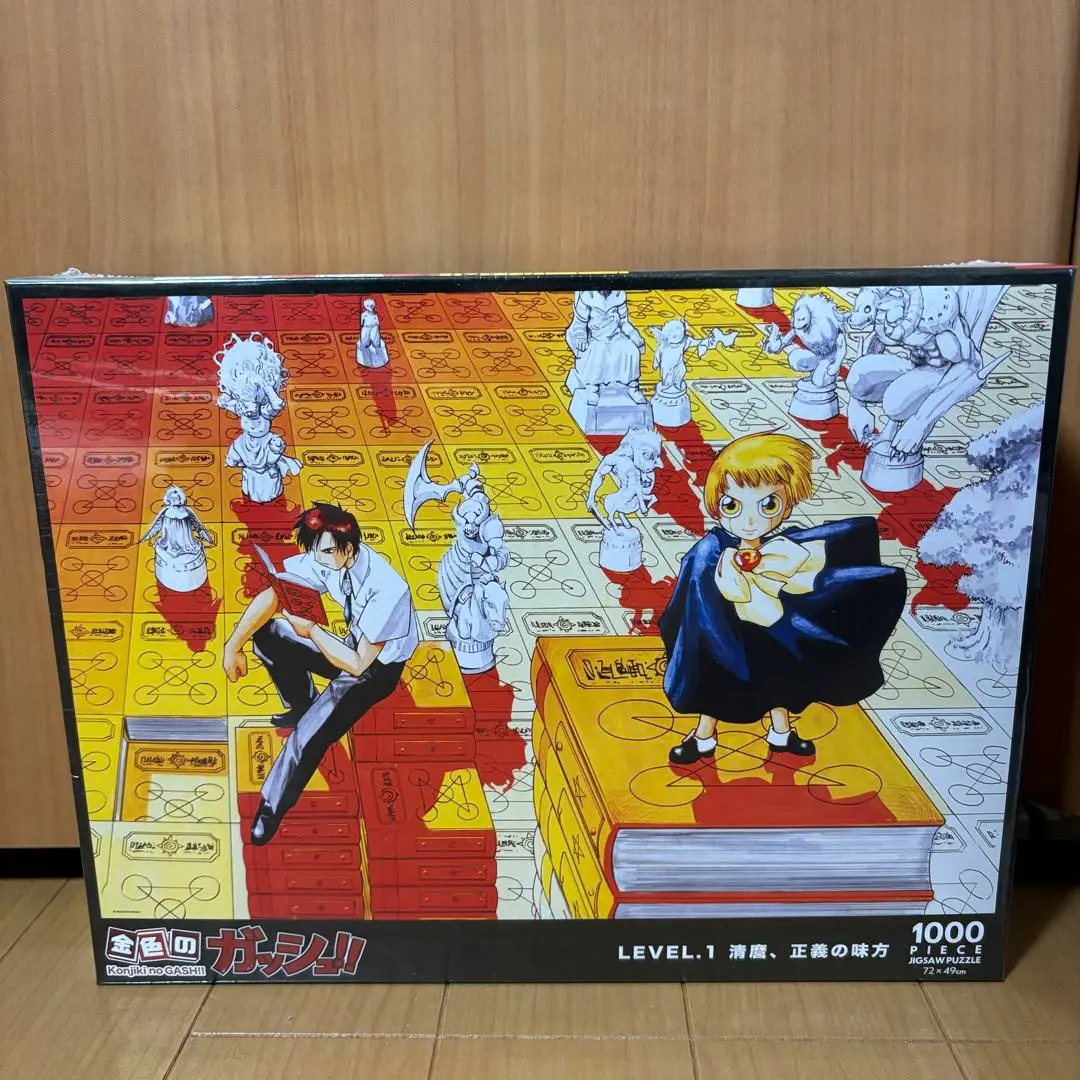 金色の
ガッシュ!!
Konjiki no GASH!!
LEVEL.1 清麿、正義の味方
1000
PIECE
JIGSAW PUZZLE
72×49cm